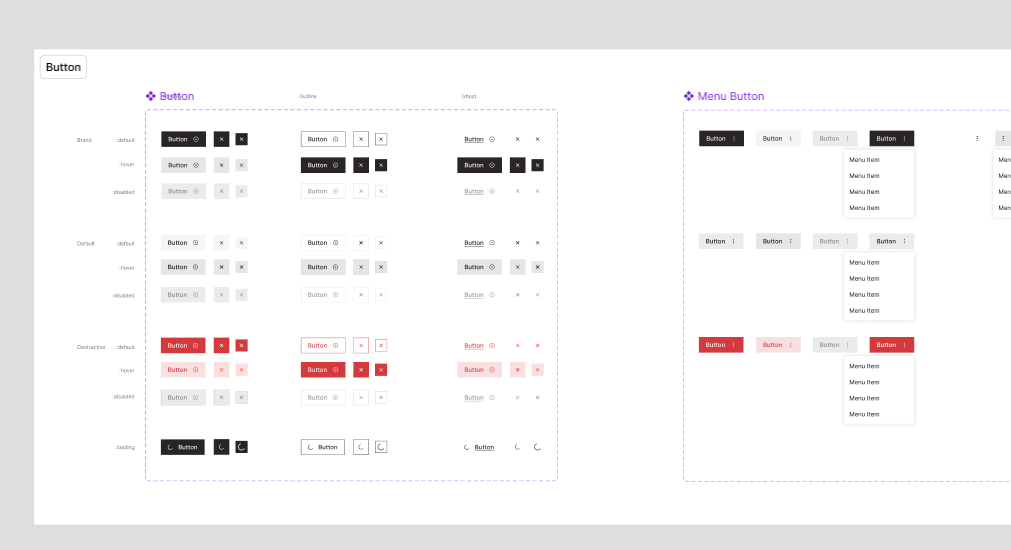 Button
Button
Outline
Ghost
Menu Button
Brand :default Button Button Button
:hover Button Button Button
:disabled Button Button Button
Default :default Button Button Button
:hover Button Button Button
:disabled Button Button Button
Destructive :default Button Button Button
:hover Button Button Button
:disabled Button Button Button
:loading Button Button Button
Button Button Button Button
Menu Item
Menu Item
Menu Item
Menu Item
Men
Men
Men
Men
Button Button Button Button
Menu Item
Menu Item
Menu Item
Menu Item
Button Button Button Button
Menu Item
Menu Item
Menu Item
Menu Item